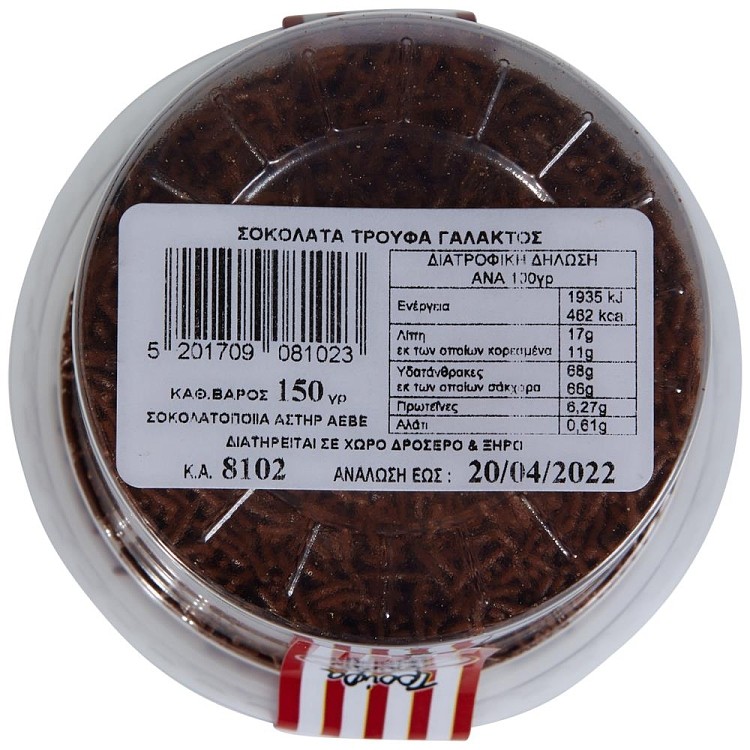 ΣΟΚΟΛΑΤΑ ΤΡΟΥΦΑ ΓΑΛΑΚΤΟΣ
5 201709 081023
ΚΑΘ.ΒΑΡΟΣ 150 γρ
ΣΟΚΟΛΑΤΟΠΟΙΙΑ ΑΣΤΗΡ ΑΕΒΕ
ΔΙΑΤΡΟΦΙΚΗ ΔΗΛΩΣΗ
ΑΝΑ 100γρ
Ενέργεια 1935 kJ
462 kcal
Λίπη 17g
εκ των οποίων κορεσμένα 11g
Υδατάνθρακες 68g
εκ των οποίων σάκχαρα 66g
Πρωτεΐνες 6,27g
Αλάτι 0,61g
ΔΙΑΤΗΡΕΙΤΑΙ ΣΕ ΧΩΡΟ ΔΡΟΣΕΡΟ & ΞΗΡΟ
Κ.Α. 8102 ΑΝΑΛΩΣΗ ΕΩΣ : 20/04/2022
Τρούφα